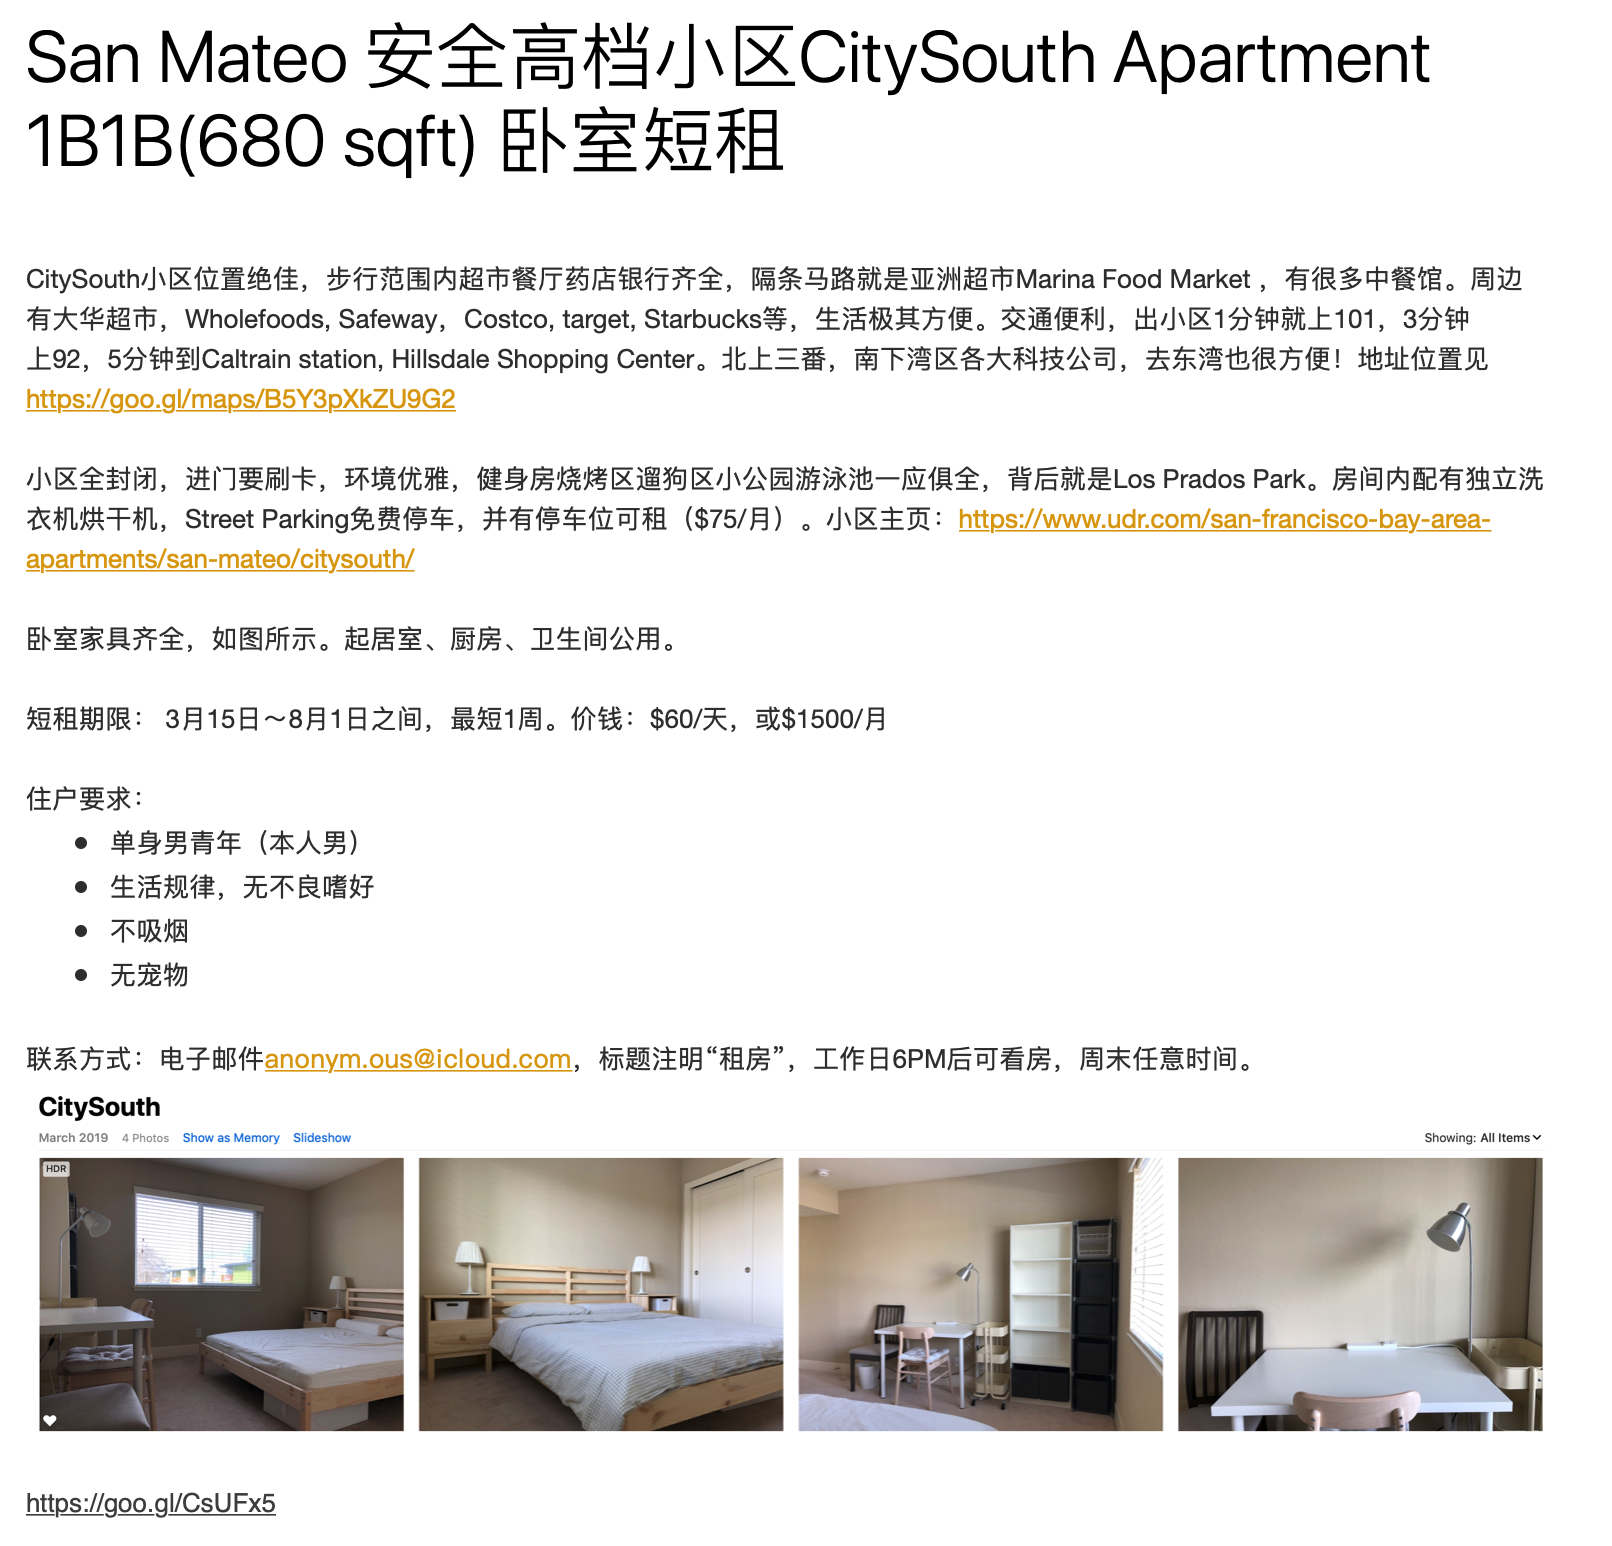 San Mateo 安全高档小区CitySouth Apartment
1B1B(680 sqft) 卧室短租
CitySouth小区位置绝佳，步行范围内超市餐厅药店银行齐全，隔条马路就是亚洲超市Marina Food Market ，有很多中餐馆。周边
有大华超市，Wholefoods, Safeway，Costco, target, Starbucks等，生活极其方便。交通便利，出小区1分钟就上101，3分钟
上92，5分钟到Caltrain station, Hillsdale Shopping Center。北上三番，南下湾区各大科技公司，去东湾也很方便！地址位置见
https://goo.gl/maps/B5Y3pXkZU9G2
小区全封闭，进门要刷卡，环境优雅，健身房烧烤区遛狗区小公园游泳池一应俱全，背后就是Los Prados Park。房间内配有独立洗
衣机烘干机，Street Parking免费停车，并有停车位可租（$75/月）。小区主页：https://www.udr.com/san-francisco-bay-area-
apartments/san-mateo/citysouth/
卧室家具齐全，如图所示。起居室、厨房、卫生间公用。
短租期限： 3月15日～8月1日之间，最短1周。价钱：$60/天，或$1500/月
住户要求：
● 单身男青年（本人男）
● 生活规律，无不良嗜好
● 不吸烟
● 无宠物
联系方式：电子邮件anonym.ous@icloud.com，标题注明“租房”，工作日6PM后可看房，周末任意时间。
CitySouth
March 2019 4 Photos Show as Memory Slideshow Showing: All Items
HDR
https://goo.gl/CsUFx5